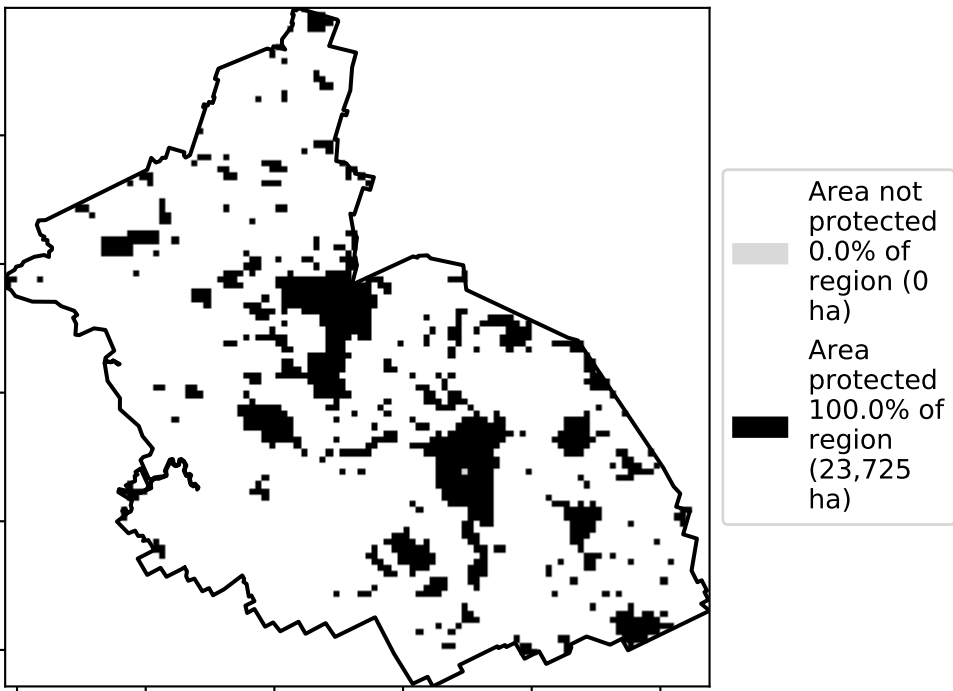 Area not
protected
0.0% of
region (0
ha)
Area
protected
100.0% of
region
(23,725
ha)